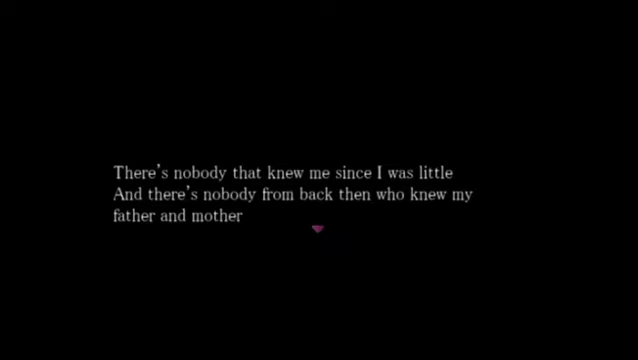 There's nobody that knew me since I was little
And there's nobody from back then who knew my
father and mother